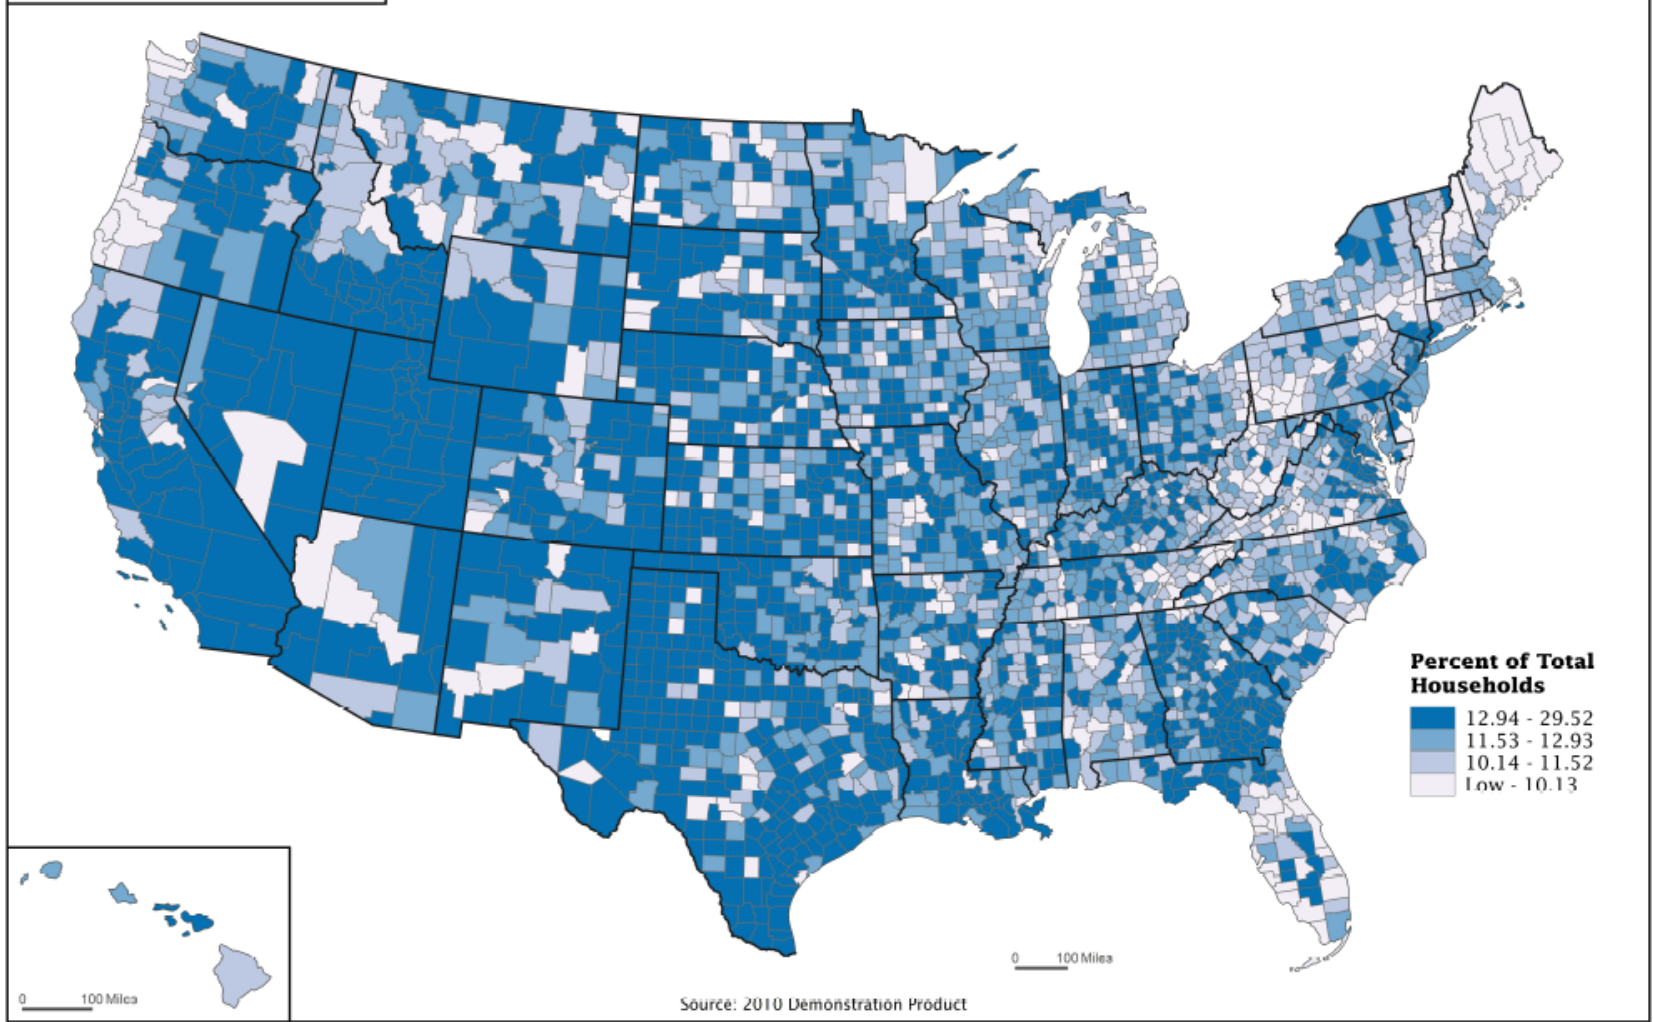 Percent of Total
Households
12.94 - 29.52
11.53 - 12.93
10.14 - 11.52
Low - 10.13
0 100 Miles
0 100 Miles
Source: 2010 Demonstration Product